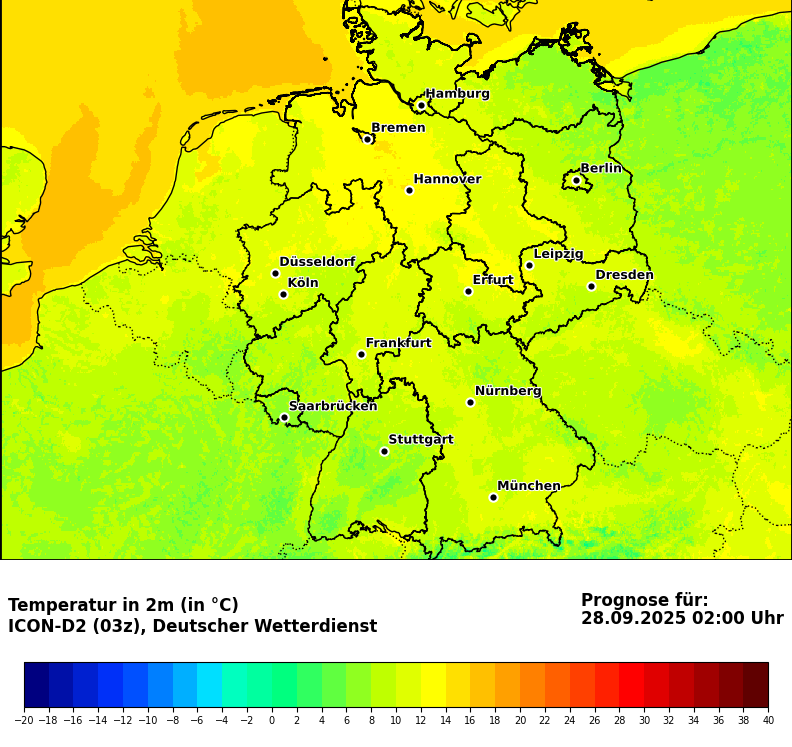 Hamburg
Bremen
Berlin
Hannover
Leipzig
Düsseldorf
Dresden
Erfurt
Köln
Frankfurt
Nürnberg
Saarbrücken
Stuttgart
München
Temperatur in 2m (in °C)
ICON-D2 (03z), Deutscher Wetterdienst
Prognose für:
28.09.2025 02:00 Uhr
−20 −18 −16 −14 −12 −10 −8 −6 −4 −2 0 2 4 6 8 10 12 14 16 18 20 22 24 26 28 30 32 34 36 38 40